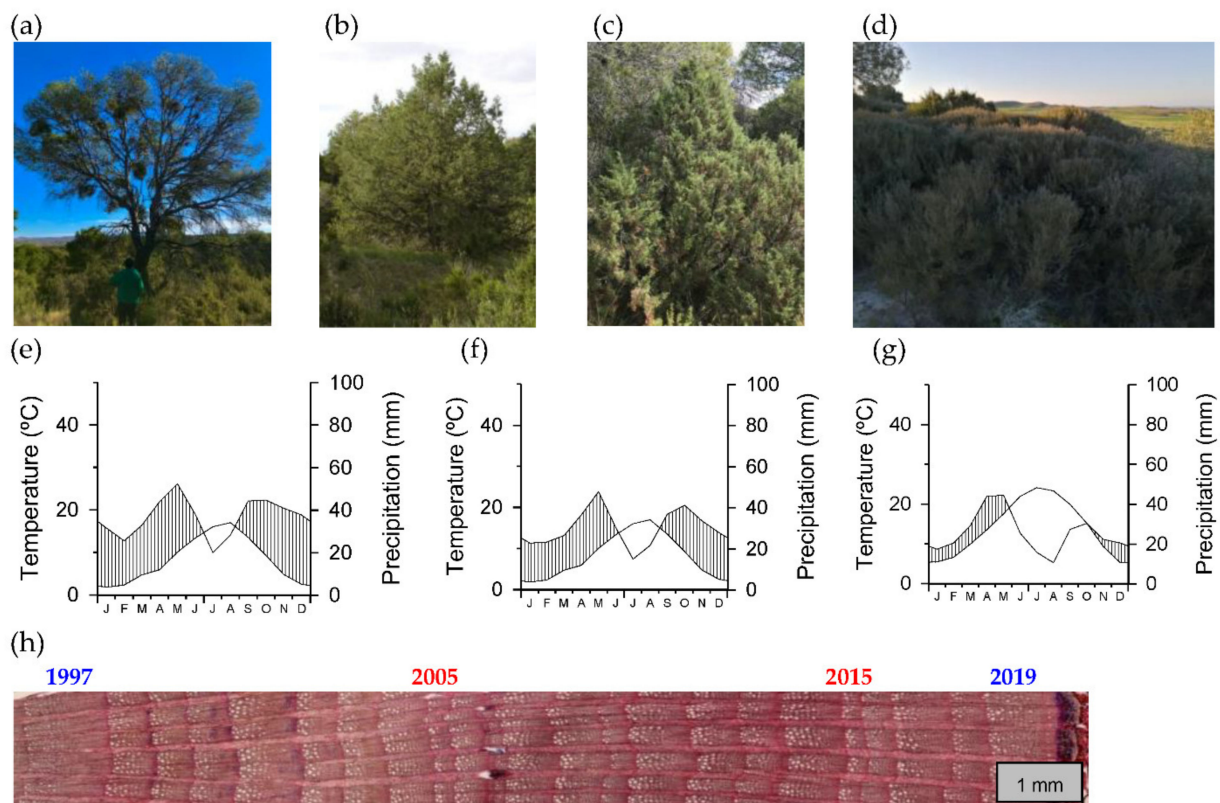 (a) (b) (c) (d)
(e) (f) (g)
Temperature (ºC)
40
20
0
100
80
60
40
20
0
Precipitation (mm)
J F M A M J J A S O N D
Temperature (ºC)
40
20
0
100
80
60
40
20
0
Precipitation (mm)
J F M A M J J A S O N D
Temperature (ºC)
40
20
0
100
80
60
40
20
0
Precipitation (mm)
J F M A M J J A S O N D
(h)
1997 2005 2015 2019
1 mm